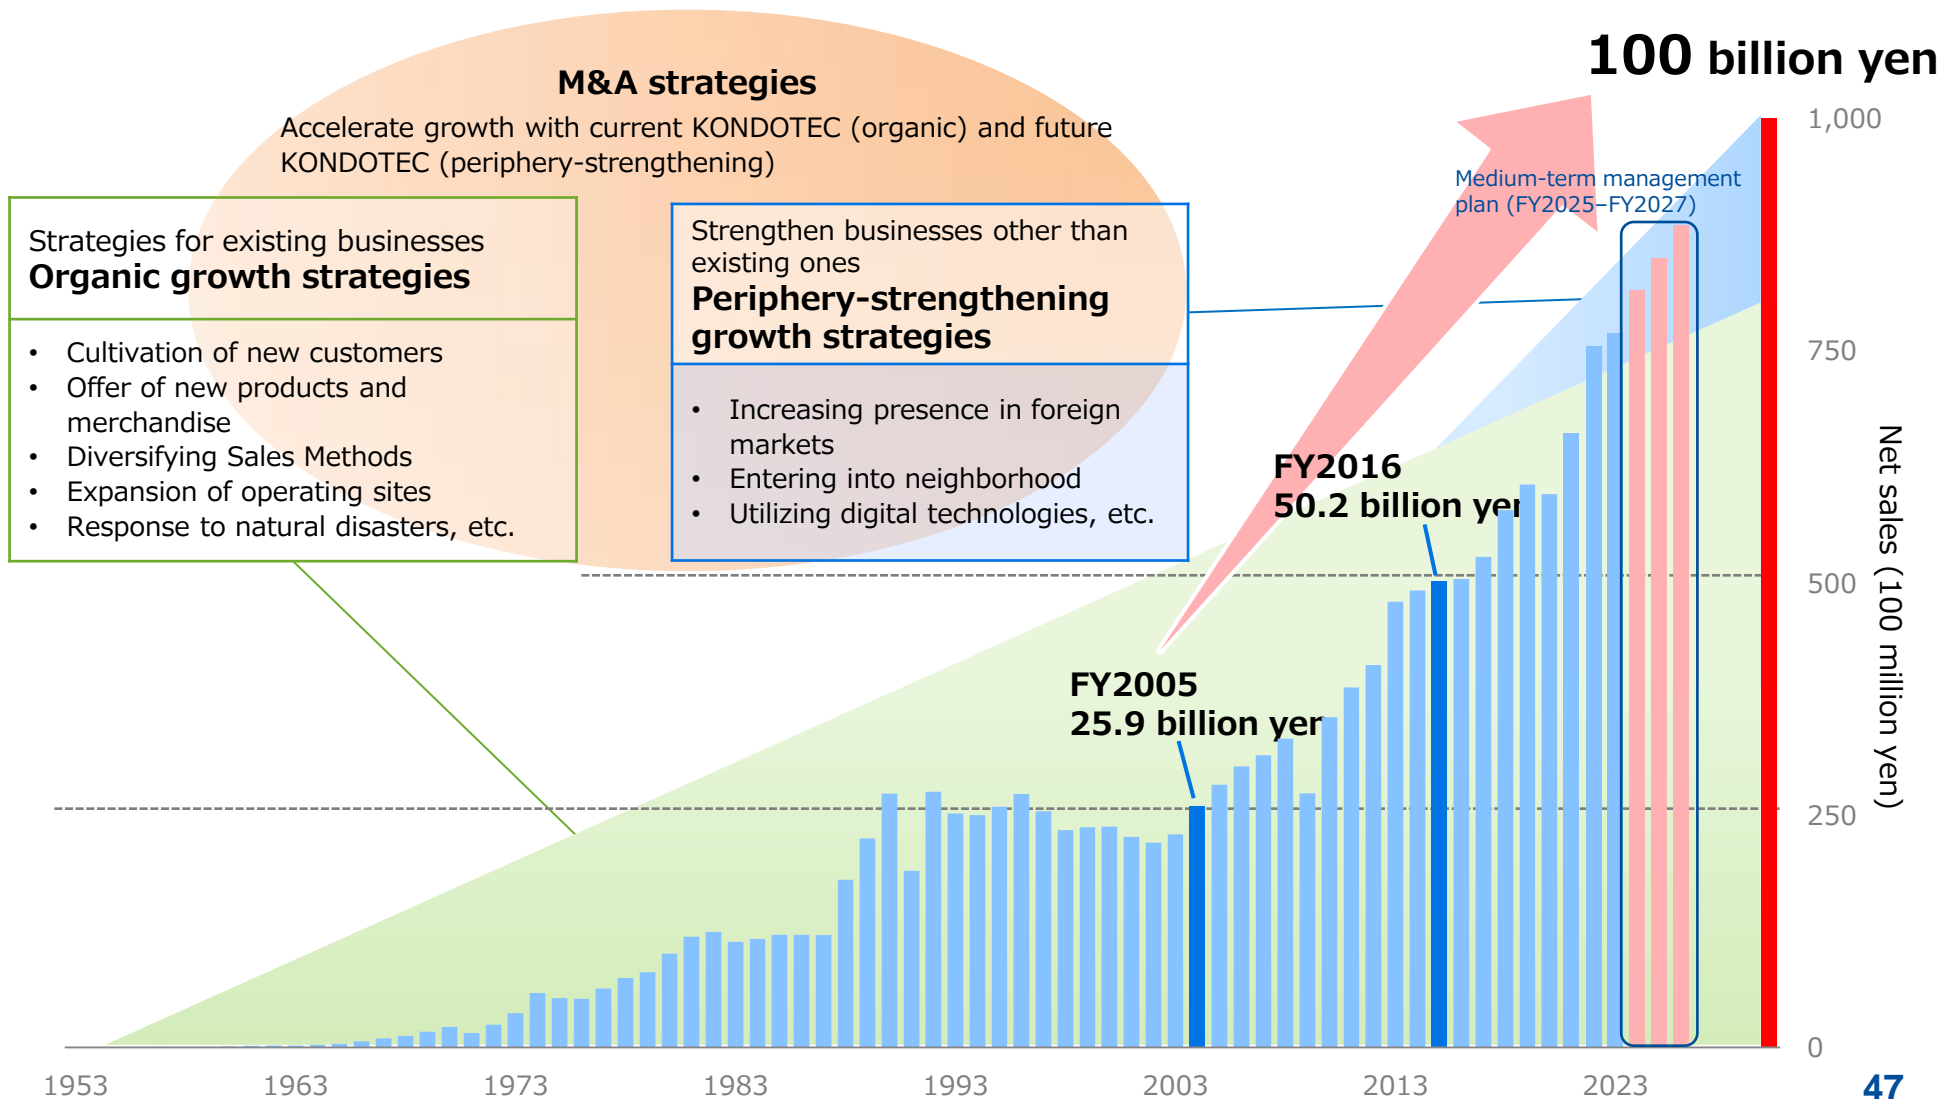 100 billion yen
M&A strategies
Accelerate growth with current KONDOTEC (organic) and future
KONDOTEC (periphery-strengthening)
Strategies for existing businesses
Organic growth strategies
• Cultivation of new customers
• Offer of new products and
merchandise
• Diversifying Sales Methods
• Expansion of operating sites
• Response to natural disasters, etc.
Strengthen businesses other than
existing ones
Periphery-strengthening
growth strategies
• Increasing presence in foreign
markets
• Entering into neighborhood
• Utilizing digital technologies, etc.
Medium-term management
plan (FY2025–FY2027)
FY2016
50.2 billion yen
FY2005
25.9 billion yen
1,000
750
500
250
0
Net sales (100 million yen)
1953
1963
1973
1983
1993
2003
2013
2023
47